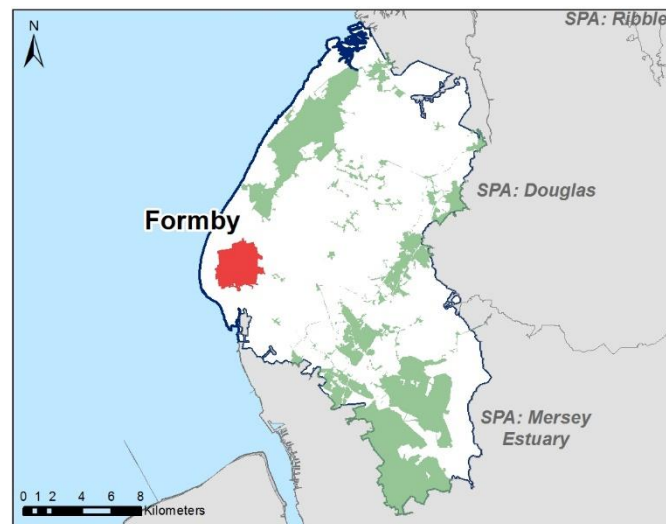 N
SPA: Ribble
Formby
SPA: Douglas
SPA: Mersey
Estuary
0 1 2 4 6 8
Kilometers